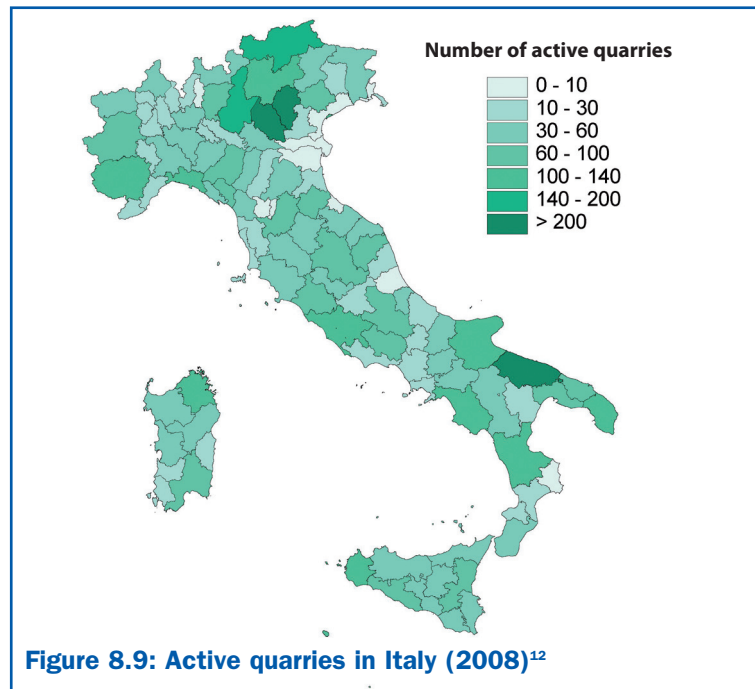 Number of active quarries
0 - 10
10 - 30
30 - 60
60 - 100
100 - 140
140 - 200
> 200
Figure 8.9: Active quarries in Italy (2008)¹²